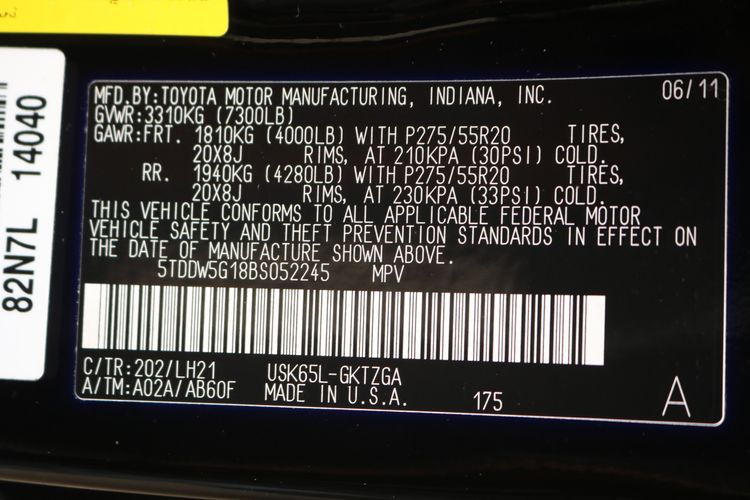 MFD.BY:TOYOTA MOTOR MANUFACTURING, INDIANA, INC. 06/11
GVWR:3310KG (7300LB)
GAWR:FRT. 1810KG (4000LB) WITH P275/55R20 TIRES,
20X8J RIMS, AT 210KPA (30PSI) COLD.
RR. 1940KG (4280LB) WITH P275/55R20 TIRES,
20X8J RIMS, AT 230KPA (33PSI) COLD.
THIS VEHICLE CONFORMS TO ALL APPLICABLE FEDERAL MOTOR
VEHICLE SAFETY AND THEFT PREVENTION STANDARDS IN EFFECT ON
THE DATE OF MANUFACTURE SHOWN ABOVE.
5TDDW5G18BS052245 MPV
C/TR:202/LH21 USK65L-GKTZGA
A/TM:A02A/AB60F MADE IN U.S.A. 175 A
82N7L 14040